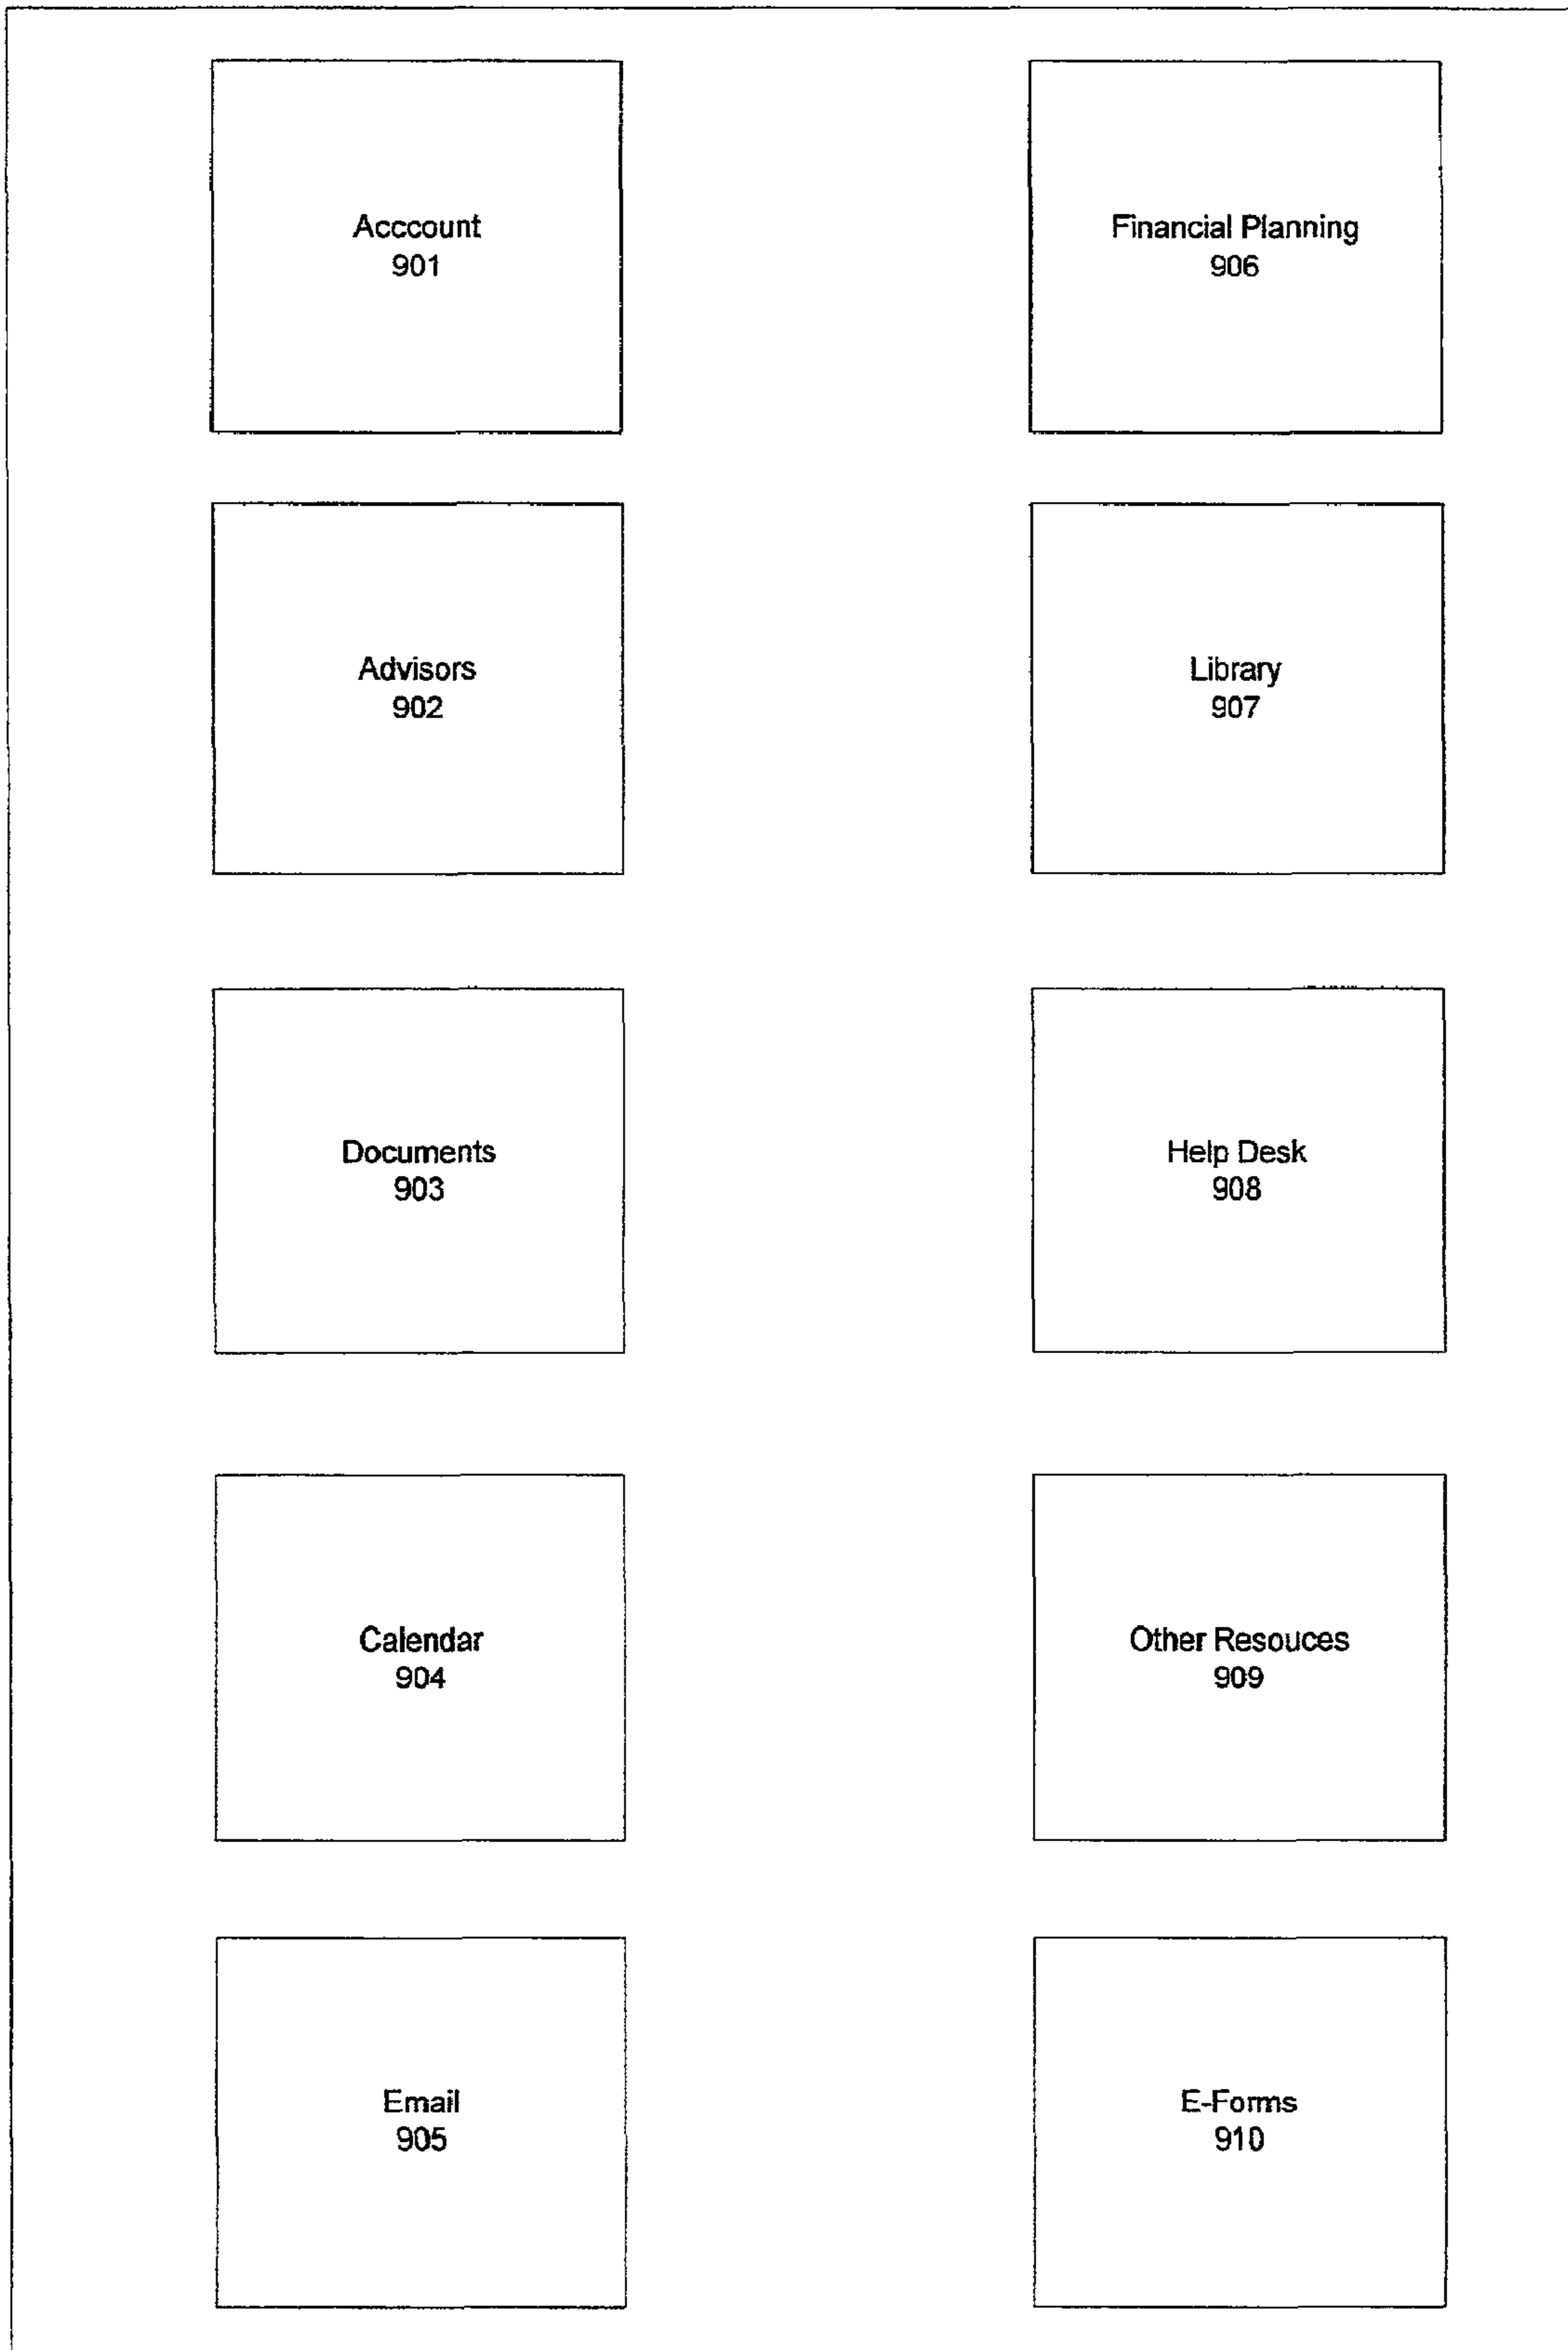 Acccount
901
Financial Planning
906
Advisors
902
Library
907
Documents
903
Help Desk
908
Calendar
904
Other Resouces
909
Email
905
E-Forms
910